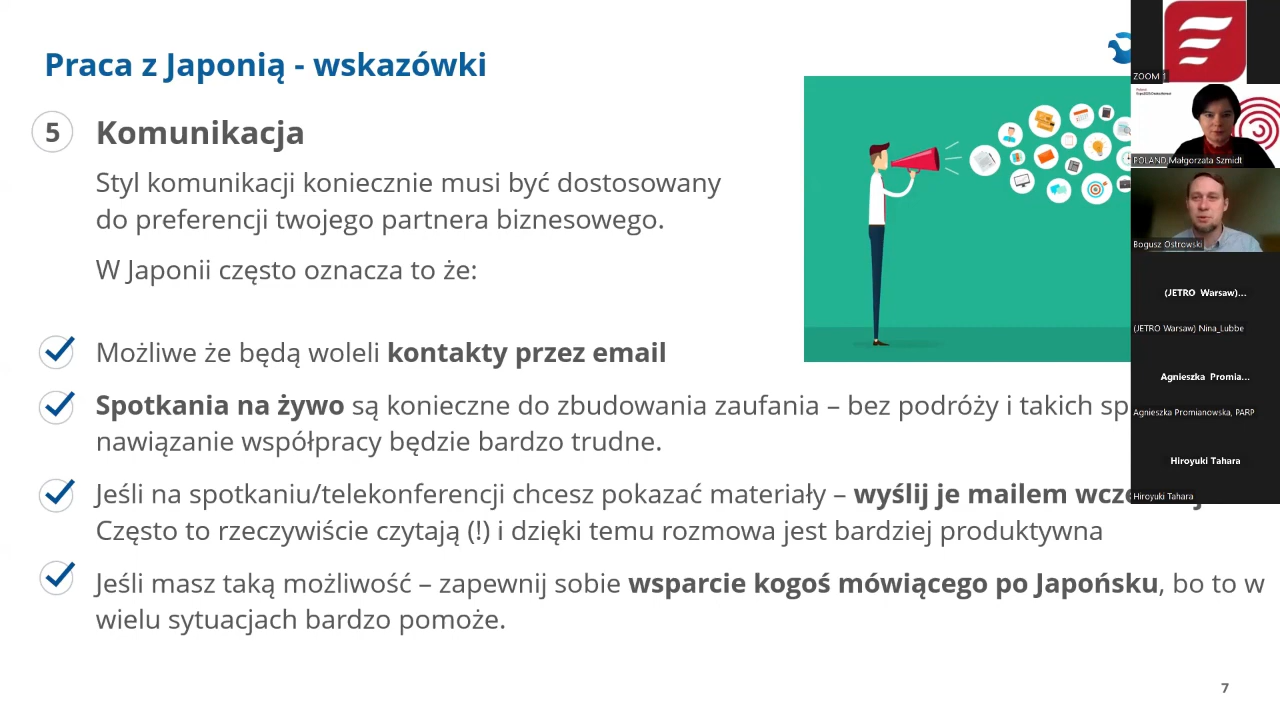 Praca z Japonią - wskazówki
5 Komunikacja
Styl komunikacji koniecznie musi być dostosowany
do preferencji twojego partnera biznesowego.
W Japonii często oznacza to że:
Możliwe że będą woleli kontakty przez email
Spotkania na żywo są konieczne do zbudowania zaufania – bez podróży i takich
nawiązanie współpracy będzie bardzo trudne.
Jeśli na spotkaniu/telekonferencji chcesz pokazać materiały – wyślij je mailem
Często to rzeczywiście czytają (!) i dzięki temu rozmowa jest bardziej produktywna
Jeśli masz taką możliwość – zapewnij sobie wsparcie kogoś mówiącego po Japońsku, bo to w
wielu sytuacjach bardzo pomoże.
7
ZOOM 1
POLAND Małgorzata Szmidt
Bogusz Ostrowski
(JETRO Warsaw)...
(JETRO Warsaw) Nina_Lubbe
Agnieszka Promia...
Agnieszka Promianowska, PARP
Hiroyuki Tahara
Hiroyuki Tahara